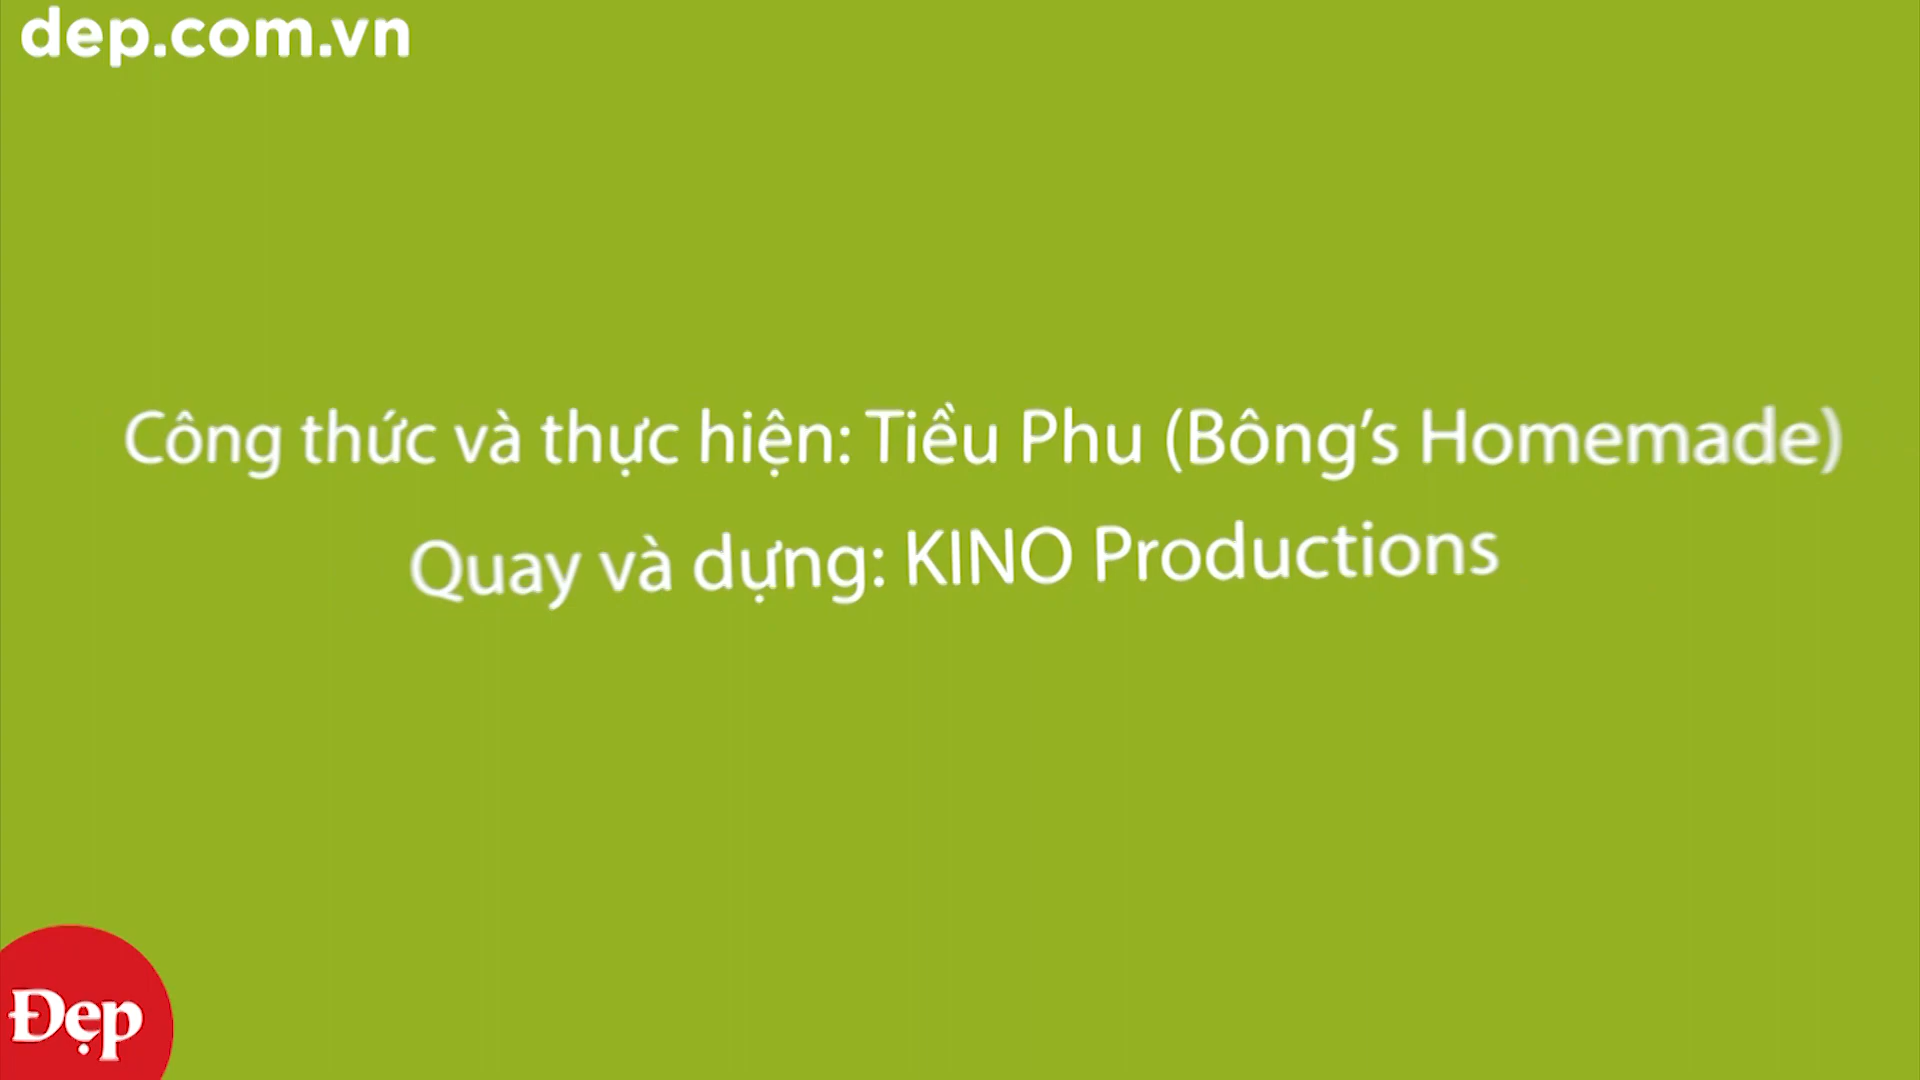 dep.com.vn
Công thức và thực hiện: Tiều Phu (Bông’s Homemade)
Quay và dựng: KINO Productions
Đẹp